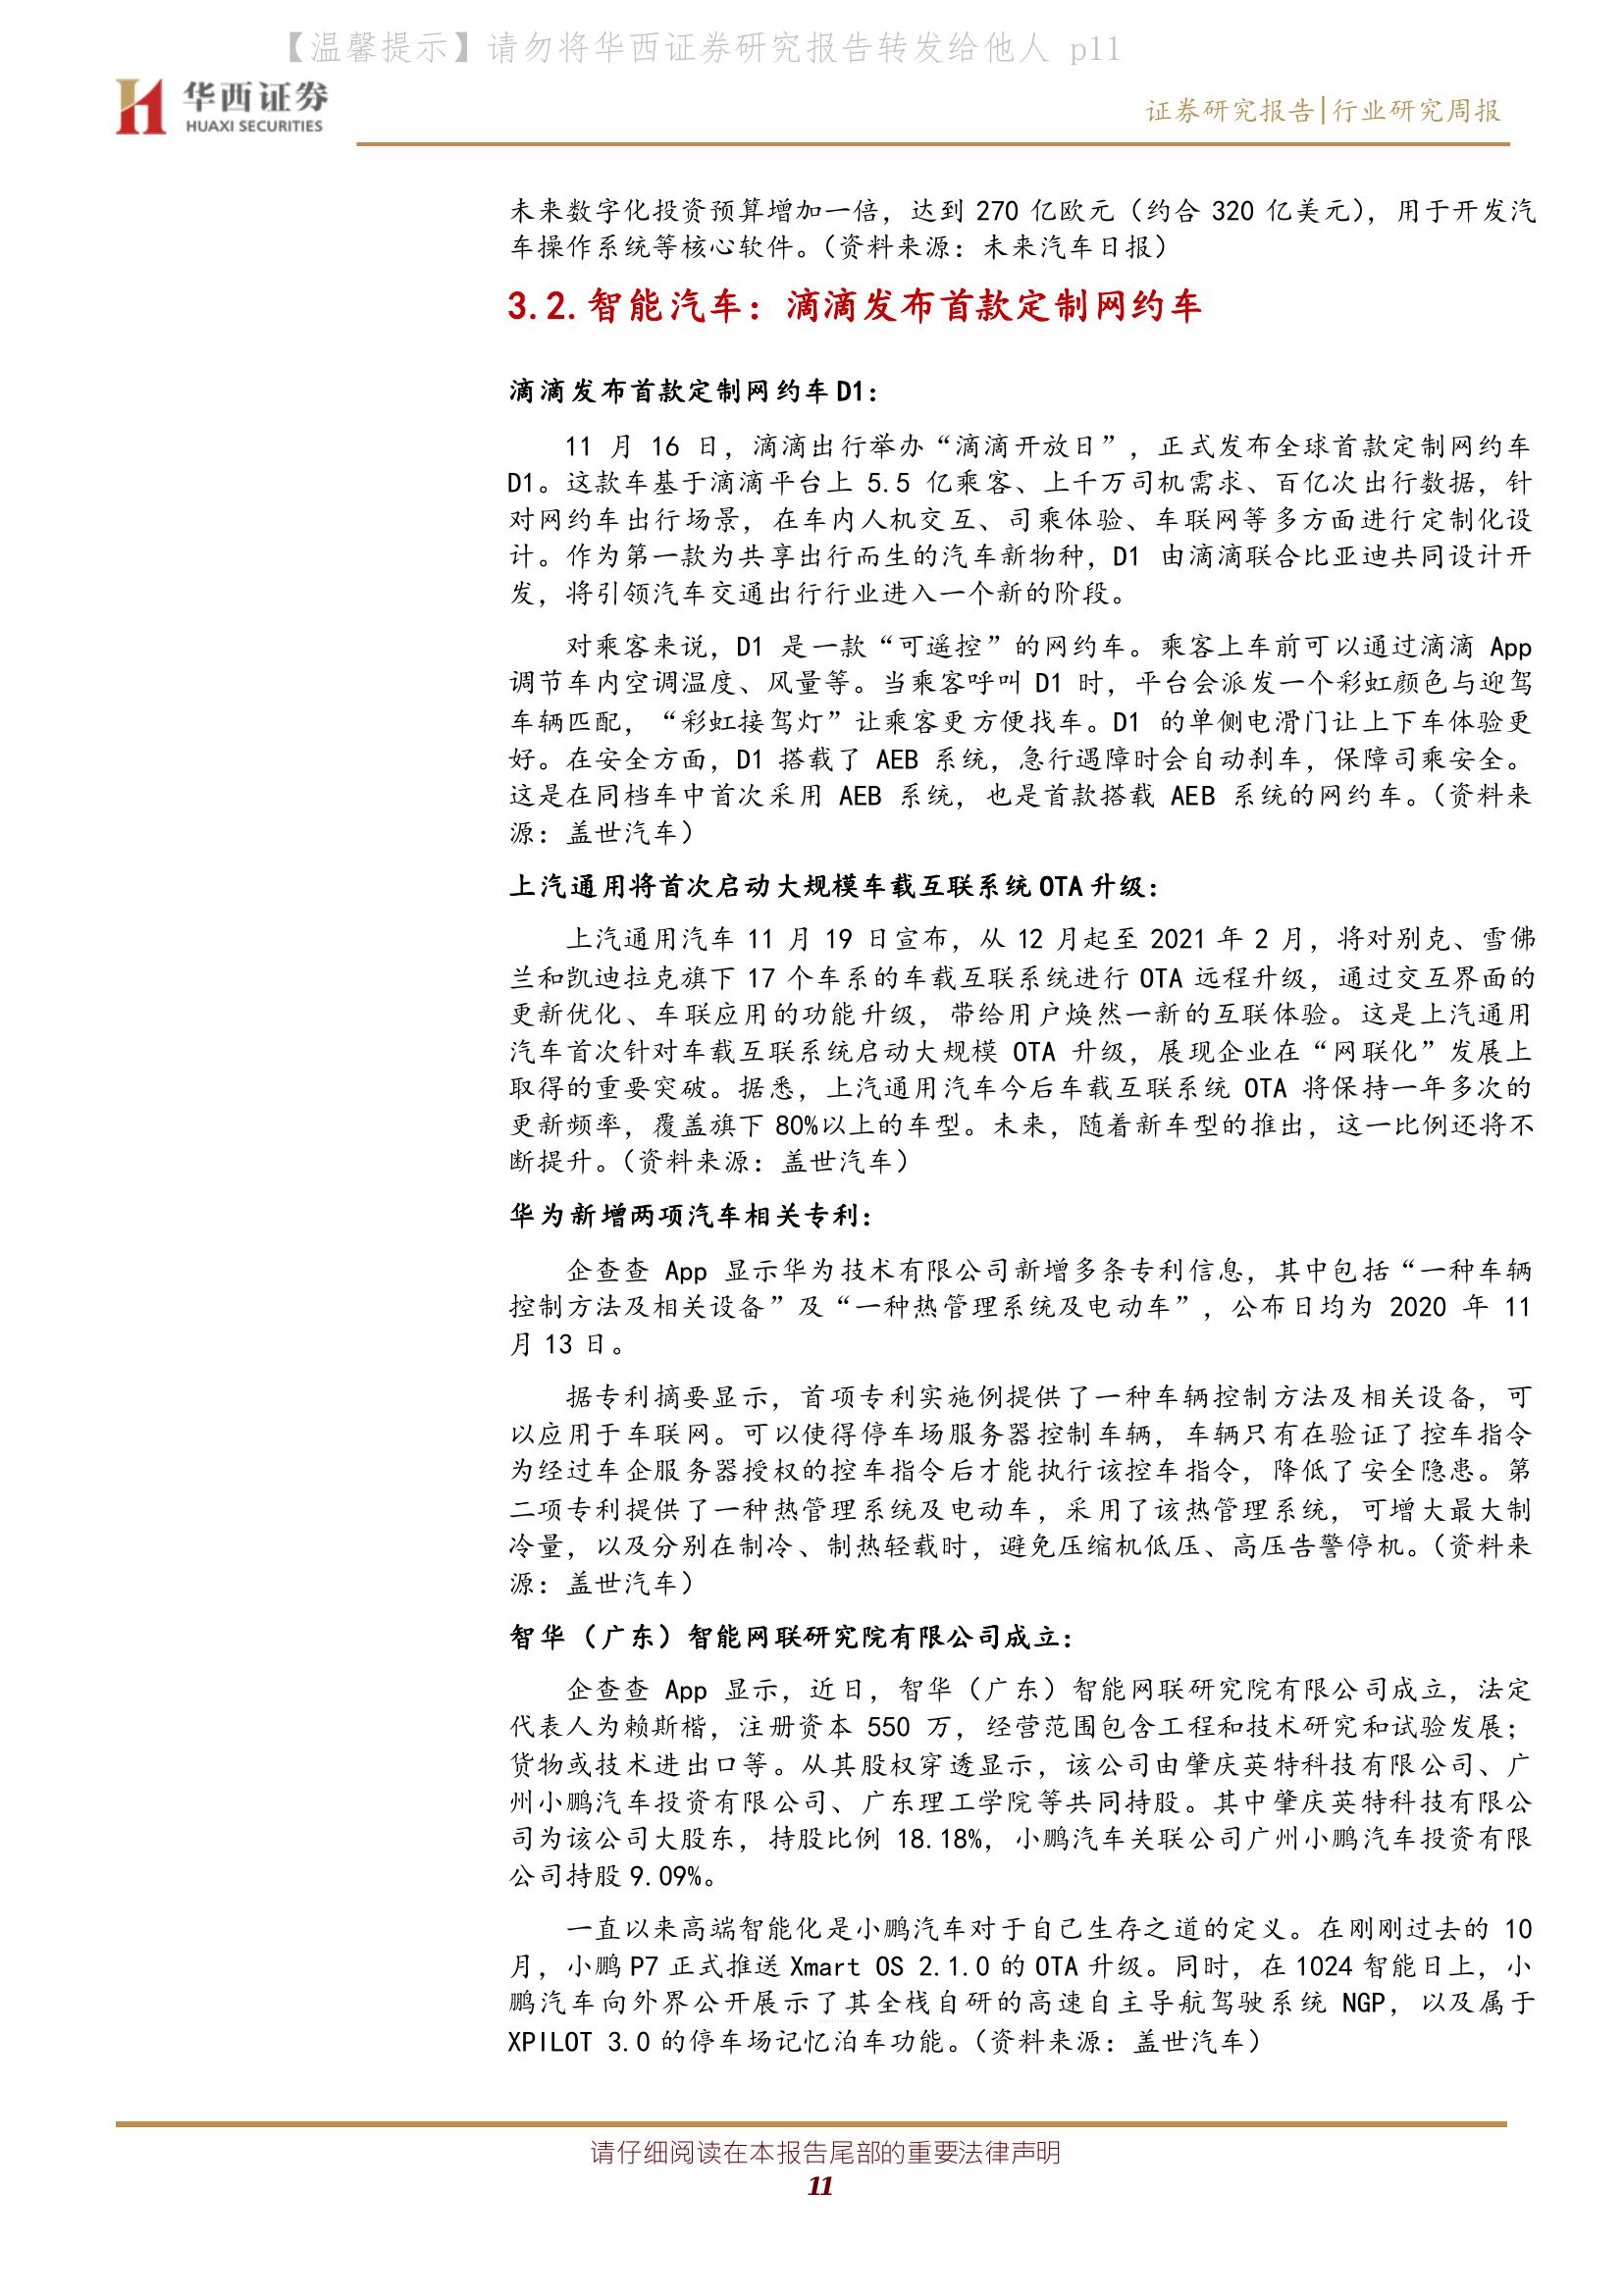 【温馨提示】请勿将华西证券研究报告转发给他人 p11
华西证券
HUAXI SECURITIES
证券研究报告|行业研究周报
未来数字化投资预算增加一倍，达到 270 亿欧元（约合 320 亿美元），用于开发汽
车操作系统等核心软件。（资料来源：未来汽车日报）
3.2.智能汽车：滴滴发布首款定制网约车
滴滴发布首款定制网约车 D1：
11 月 16 日，滴滴出行举办“滴滴开放日”，正式发布全球首款定制网约车
D1。这款车基于滴滴平台上 5.5 亿乘客、上千万司机需求、百亿次出行数据，针
对网约车出行场景，在车内人机交互、司乘体验、车联网等多方面进行定制化设
计。作为第一款为共享出行而生的汽车新物种，D1 由滴滴联合比亚迪共同设计开
发，将引领汽车交通出行行业进入一个新的阶段。
对乘客来说，D1 是一款“可遥控”的网约车。乘客上车前可以通过滴滴 App
调节车内空调温度、风量等。当乘客呼叫 D1 时，平台会派发一个彩虹颜色与迎驾
车辆匹配，“彩虹接驾灯”让乘客更方便找车。D1 的单侧电滑门让上下车体验更
好。在安全方面，D1 搭载了 AEB 系统，急行遇障时会自动刹车，保障司乘安全。
这是在同档车中首次采用 AEB 系统，也是首款搭载 AEB 系统的网约车。（资料来
源：盖世汽车）
上汽通用将首次启动大规模车载互联系统 OTA 升级：
上汽通用汽车 11 月 19 日宣布，从 12 月起至 2021 年 2 月，将对别克、雪佛
兰和凯迪拉克旗下 17 个车系的车载互联系统进行 OTA 远程升级，通过交互界面的
更新优化、车联应用的功能升级，带给用户焕然一新的互联体验。这是上汽通用
汽车首次针对车载互联系统启动大规模 OTA 升级，展现企业在“网联化”发展上
取得的重要突破。据悉，上汽通用汽车今后车载互联系统 OTA 将保持一年多次的
更新频率，覆盖旗下 80%以上的车型。未来，随着新车型的推出，这一比例还将不
断提升。（资料来源：盖世汽车）
华为新增两项汽车相关专利：
企查查 App 显示华为技术有限公司新增多条专利信息，其中包括“一种车辆
控制方法及相关设备”及“一种热管理系统及电动车”，公布日均为 2020 年 11
月 13 日。
据专利摘要显示，首项专利实施例提供了一种车辆控制方法及相关设备，可
以应用于车联网。可以使得停车场服务器控制车辆，车辆只有在验证了控车指令
为经过车企服务器授权的控车指令后才能执行该控车指令，降低了安全隐患。第
二项专利提供了一种热管理系统及电动车，采用了该热管理系统，可增大最大制
冷量，以及分别在制冷、制热轻载时，避免压缩机低压、高压告警停机。（资料来
源：盖世汽车）
智华（广东）智能网联研究院有限公司成立：
企查查 App 显示，近日，智华（广东）智能网联研究院有限公司成立，法定
代表人为赖斯楷，注册资本 550 万，经营范围包含工程和技术研究和试验发展；
货物或技术进出口等。从其股权穿透显示，该公司由肇庆英特科技有限公司、广
州小鹏汽车投资有限公司、广东理工学院等共同持股。其中肇庆英特科技有限公
司为该公司大股东，持股比例 18.18%，小鹏汽车关联公司广州小鹏汽车投资有限
公司持股 9.09%。
一直以来高端智能化是小鹏汽车对于自己生存之道的定义。在刚刚过去的 10
月，小鹏 P7 正式推送 Xmart OS 2.1.0 的 OTA 升级。同时，在 1024 智能日上，小
鹏汽车向外界公开展示了其全栈自研的高速自主导航驾驶系统 NGP，以及属于
XPILOT 3.0 的停车场记忆泊车功能。（资料来源：盖世汽车）
请仔细阅读在本报告尾部的重要法律声明
11